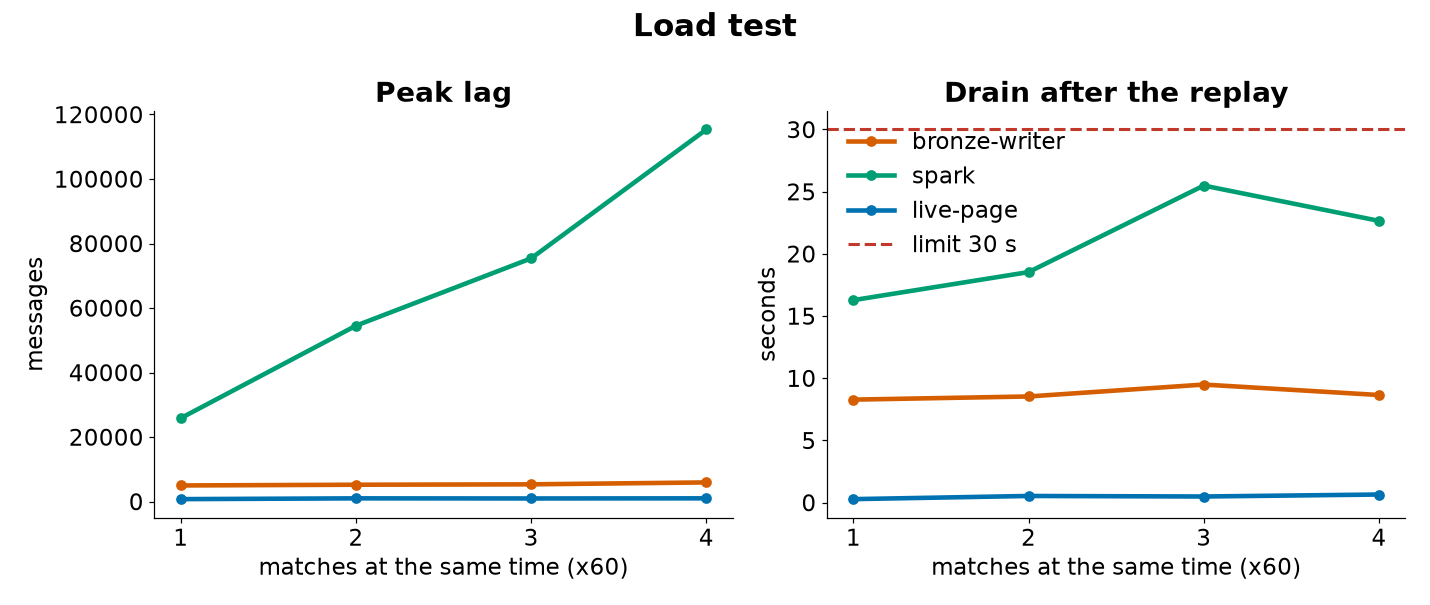 Load test
Peak lag
messages
120000
100000
80000
60000
40000
20000
0
1 2 3 4
matches at the same time (x60)
Drain after the replay
seconds
30
25
20
15
10
5
0
bronze-writer
spark
live-page
limit 30 s
1 2 3 4
matches at the same time (x60)